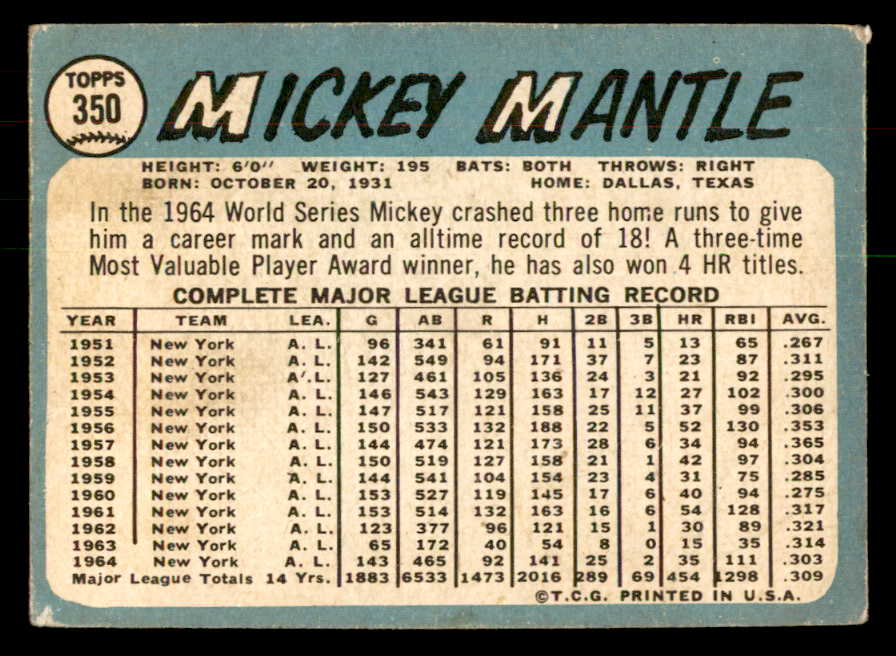 TOPPS
350
MICKEY MANTLE
HEIGHT: 6'0" WEIGHT: 195 BATS: BOTH THROWS: RIGHT
BORN: OCTOBER 20, 1931 HOME: DALLAS, TEXAS
In the 1964 World Series Mickey crashed three home runs to give
him a career mark and an alltime record of 18! A three-time
Most Valuable Player Award winner, he has also won 4 HR titles.
COMPLETE MAJOR LEAGUE BATTING RECORD
YEAR TEAM LEA. G AB R H 2B 3B HR RBI AVG.
1951 New York A. L. 96 341 61 91 11 5 13 65 .267
1952 New York A. L. 142 549 94 171 37 7 23 87 .311
1953 New York A. L. 127 461 105 136 24 3 21 92 .295
1954 New York A. L. 146 543 129 163 17 12 27 102 .300
1955 New York A. L. 147 517 121 158 25 11 37 99 .306
1956 New York A. L. 150 533 132 188 22 5 52 130 .353
1957 New York A. L. 144 474 121 173 28 6 34 94 .365
1958 New York A. L. 150 519 127 158 21 1 42 97 .304
1959 New York A. L. 144 541 104 154 23 4 31 75 .285
1960 New York A. L. 153 527 119 145 17 6 40 94 .275
1961 New York A. L. 153 514 132 163 16 6 54 128 .317
1962 New York A. L. 123 377 96 121 15 1 30 89 .321
1963 New York A. L. 65 172 40 54 8 0 15 35 .314
1964 New York A. L. 143 465 92 141 25 2 35 111 .303
Major League Totals 14 Yrs. 1883 6533 1473 2016 289 69 454 1298 .309
©T.C.G. PRINTED IN U.S.A.